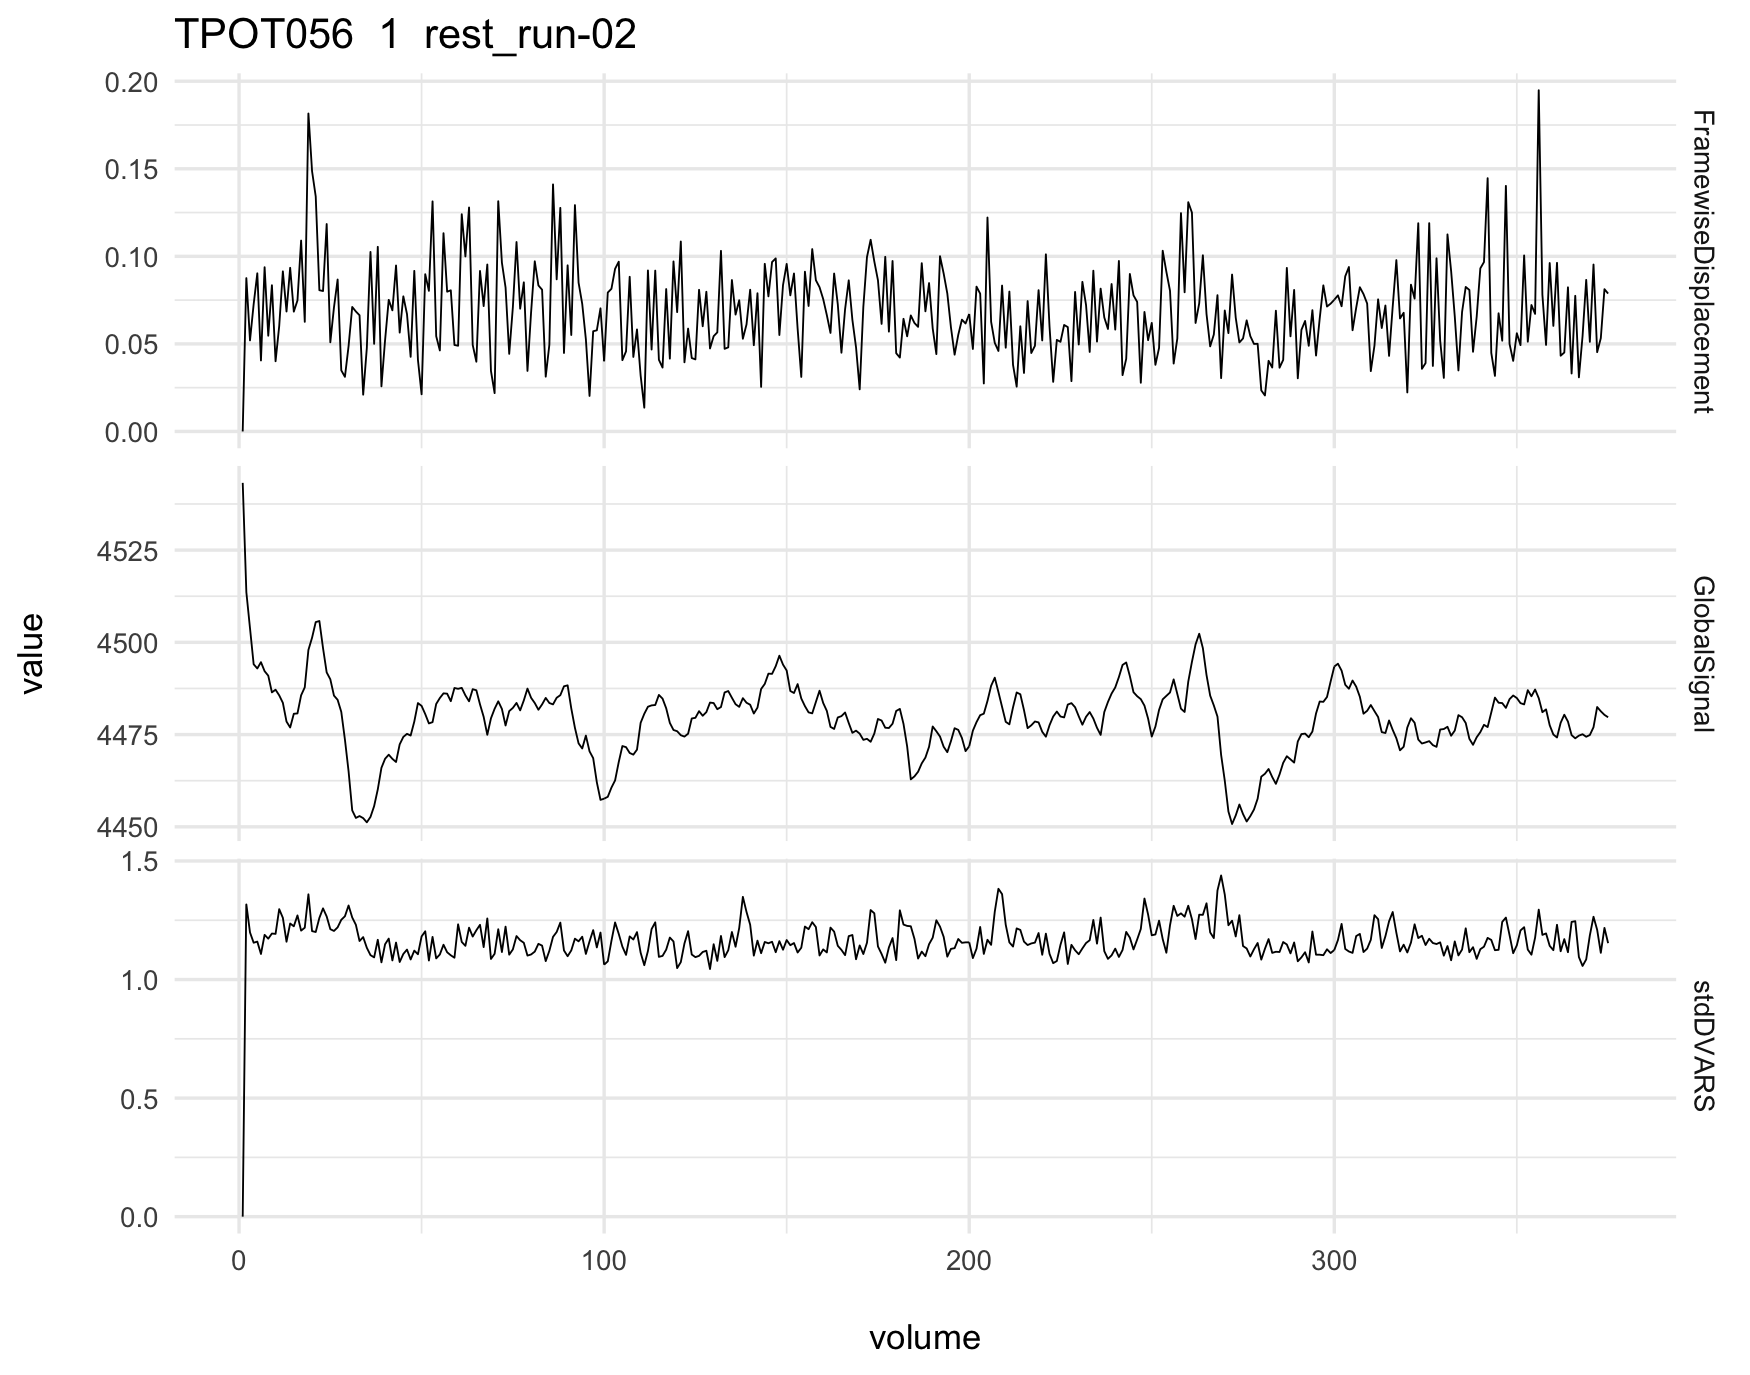 TPOT056 1 rest_run-02
0.20
0.15
0.10
0.05
0.00
FramewiseDisplacement
4525
4500
4475
4450
GlobalSignal
value
1.5
1.0
0.5
0.0
stdDVARS
0 100 200 300
volume